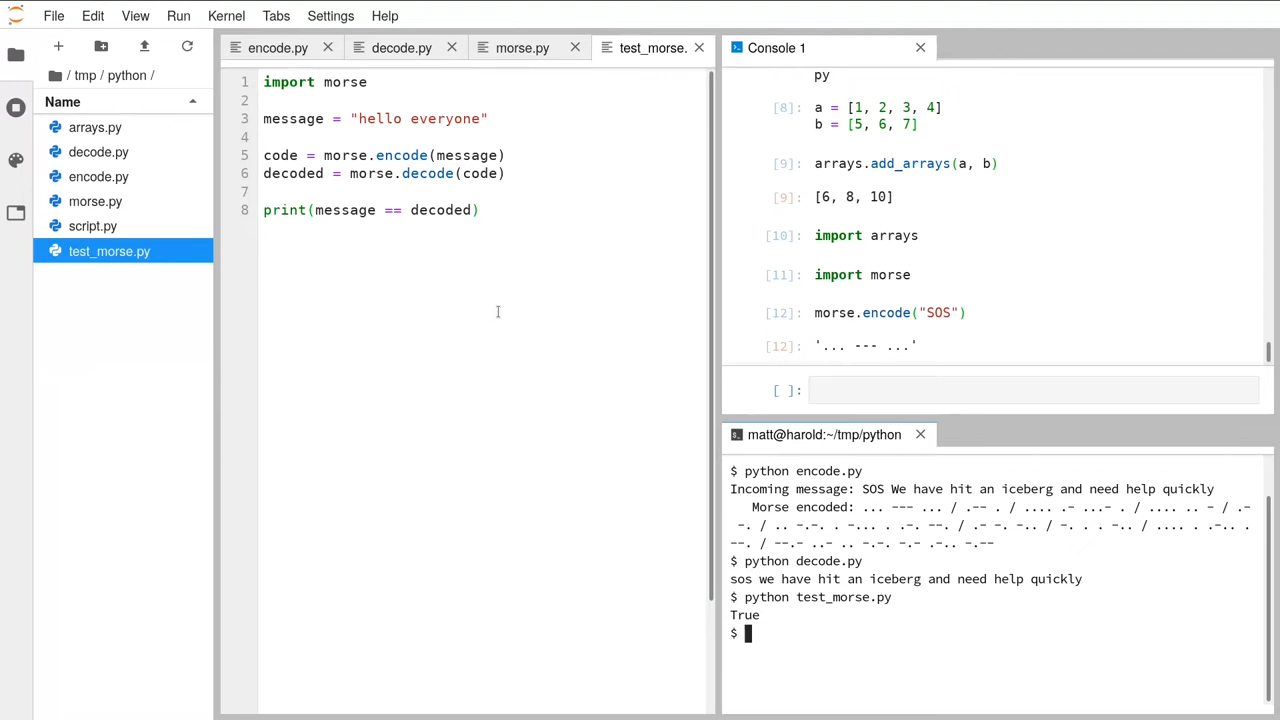 File Edit View Run Kernel Tabs Settings Help
/ tmp / python /
Name
arrays.py
decode.py
encode.py
morse.py
script.py
test_morse.py
encode.py decode.py morse.py test_morse.
1 import morse
2
3 message = "hello everyone"
4
5 code = morse.encode(message)
6 decoded = morse.decode(code)
7
8 print(message == decoded)
Console 1
py
[8]: a = [1, 2, 3, 4]
b = [5, 6, 7]
[9]: arrays.add_arrays(a, b)
[9]: [6, 8, 10]
[10]: import arrays
[11]: import morse
[12]: morse.encode("SOS")
[12]: '... --- ...'
[ ]:
matt@harold:~/tmp/python
$ python encode.py
Incoming message: SOS We have hit an iceberg and need help quickly
Morse encoded: ... --- ... / .-- . / .... .- ...- . / .... .. - / .-
-. / .. -.-. . -... . .-. --. / .- -. -.. / -. . . -.. / .... . .-.. .
--. / --.- ..- .. -.-. -.- .-.. -.--
$ python decode.py
sos we have hit an iceberg and need help quickly
$ python test_morse.py
True
$